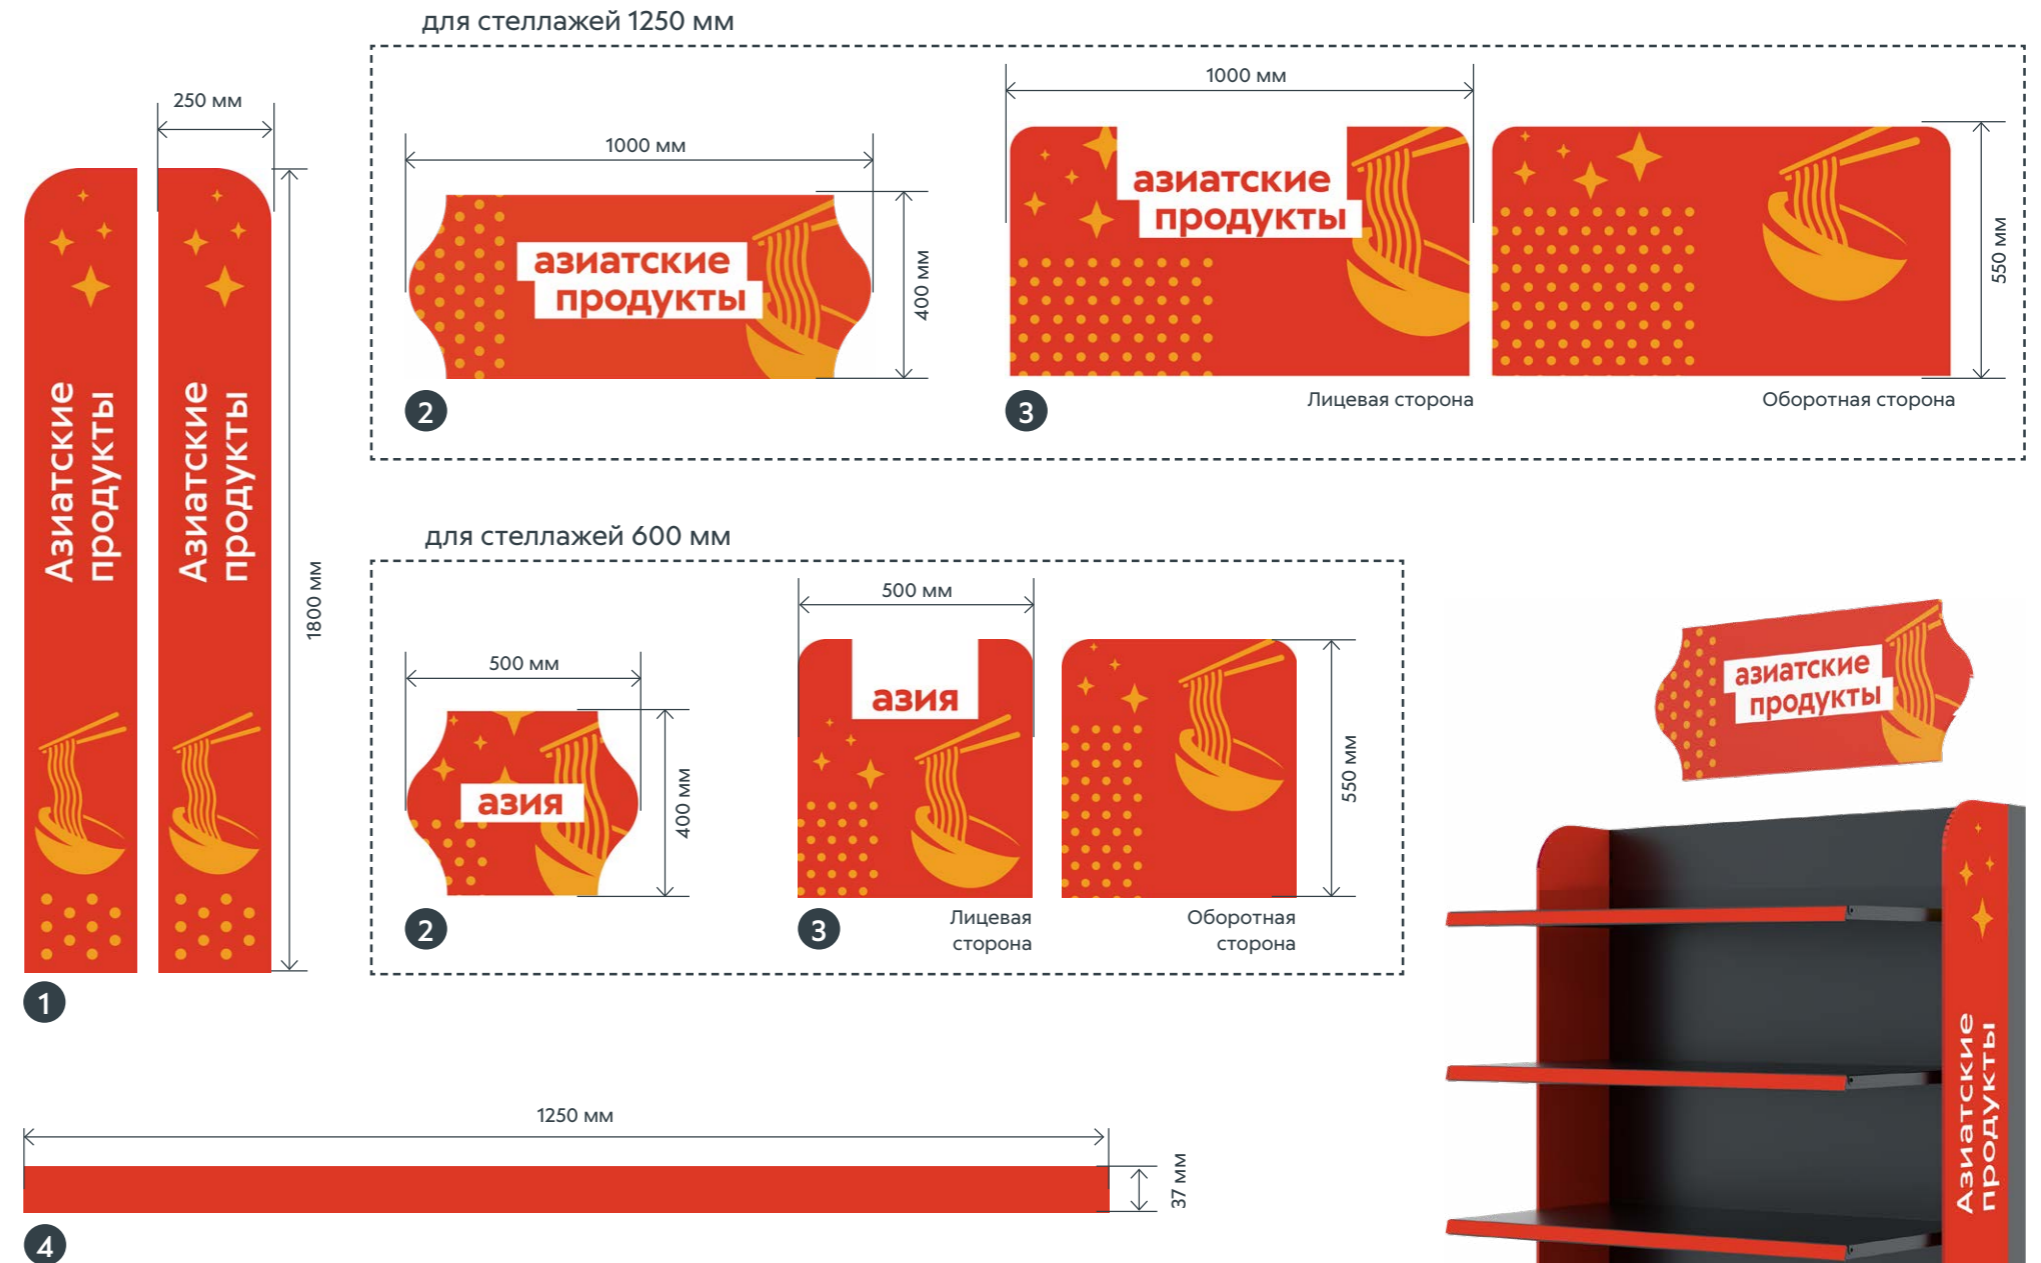 для стеллажей 1250 мм
250 мм
1000 мм
400 мм
1000 мм
550 мм
азиатские
продукты
азиатские
продукты
2
3
Лицевая сторона
Оборотная сторона
Азиатские
продукты
Азиатские
продукты
1800 мм
1
для стеллажей 600 мм
500 мм
400 мм
500 мм
550 мм
азия
азия
2
3
Лицевая
сторона
Оборотная
сторона
азиатские
продукты
Азиатские
продукты
1250 мм
37 мм
4